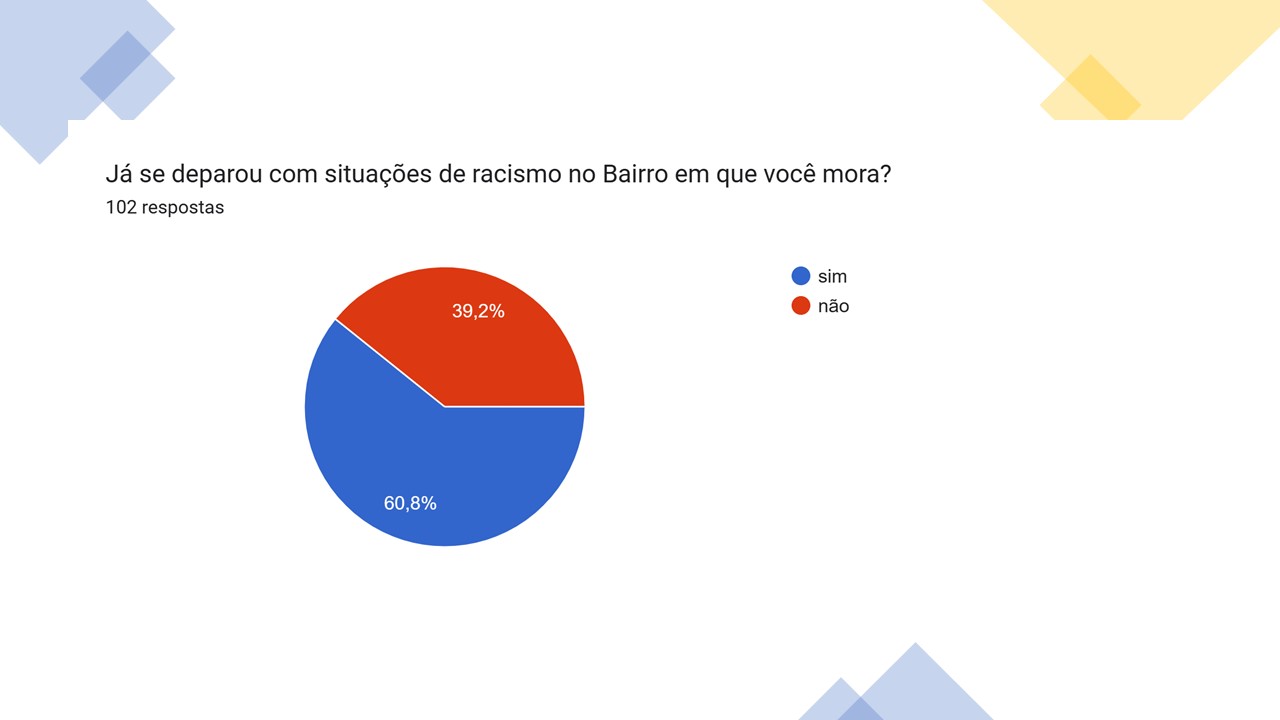 Já se deparou com situações de racismo no Bairro em que você mora?
102 respostas
sim
não
39,2%
60,8%